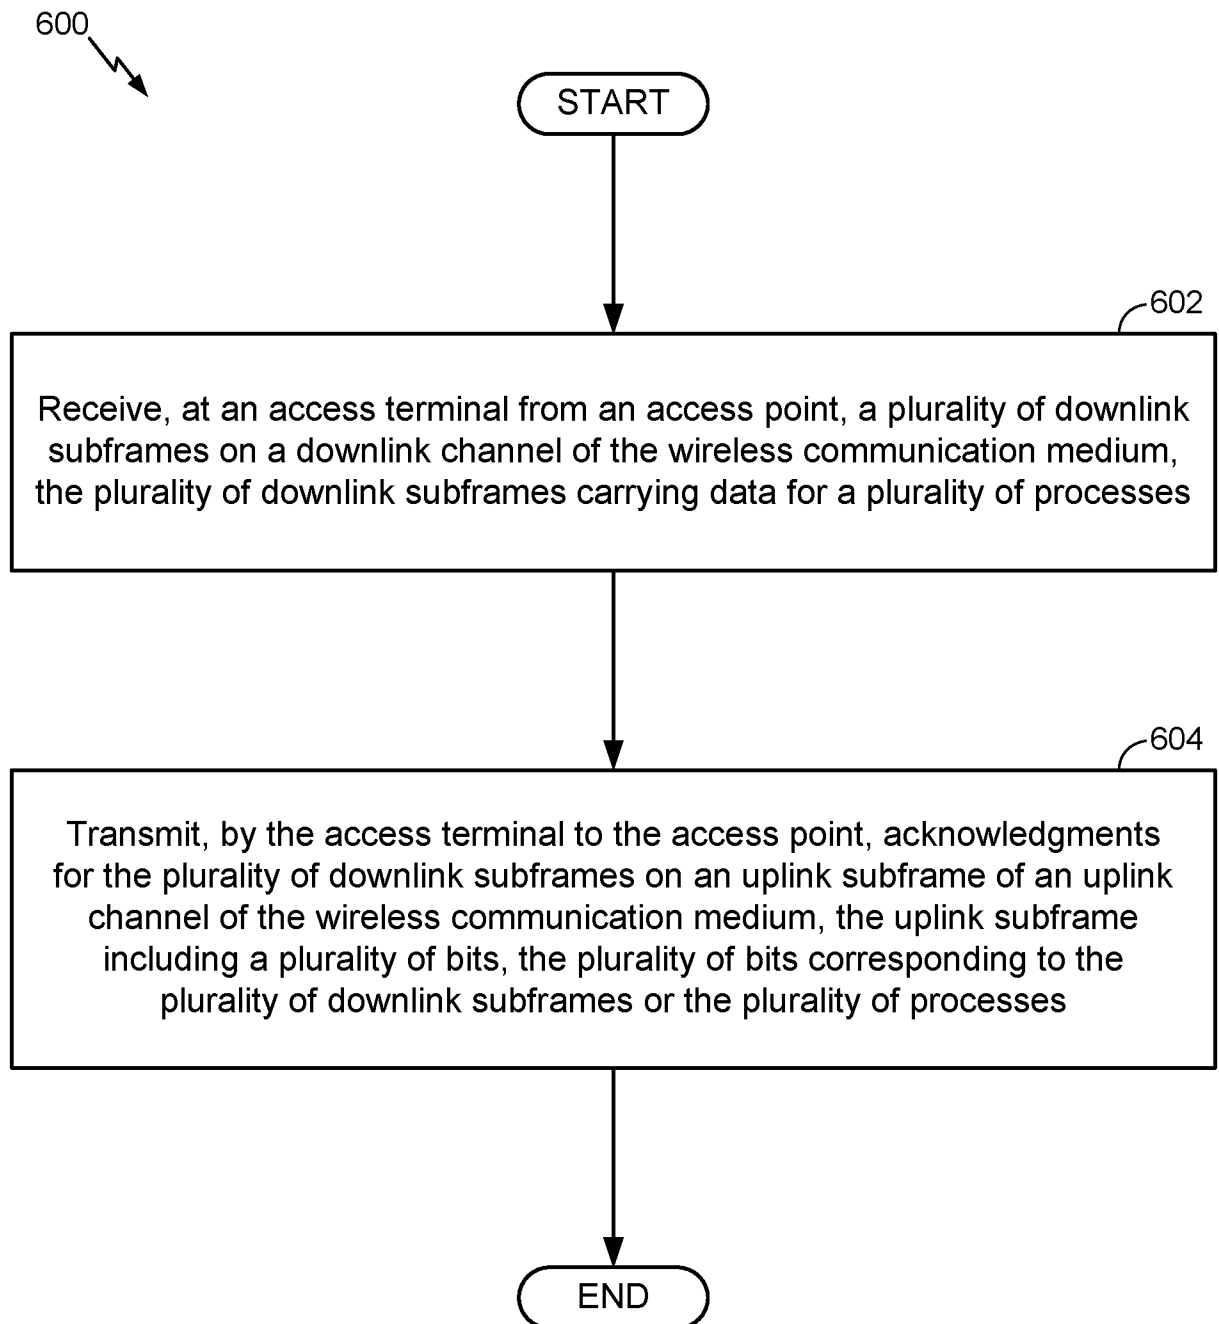 600
START
602
Receive, at an access terminal from an access point, a plurality of downlink
subframes on a downlink channel of the wireless communication medium,
the plurality of downlink subframes carrying data for a plurality of processes
604
Transmit, by the access terminal to the access point, acknowledgments
for the plurality of downlink subframes on an uplink subframe of an uplink
channel of the wireless communication medium, the uplink subframe
including a plurality of bits, the plurality of bits corresponding to the
plurality of downlink subframes or the plurality of processes
END